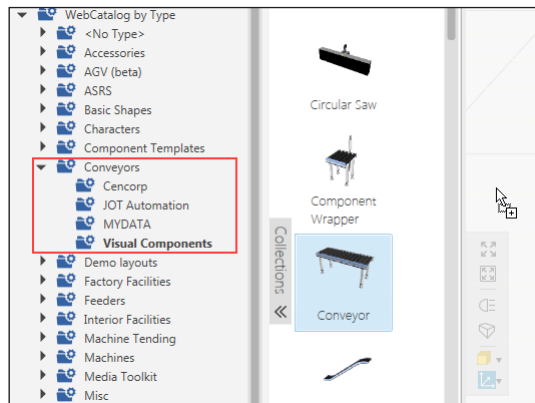 WebCatalog by Type
<No Type>
Accessories
AGV (beta)
ASRS
Basic Shapes
Characters
Component Templates
Conveyors
Cencorp
JOT Automation
MYDATA
Visual Components
Demo layouts
Factory Facilities
Feeders
Interior Facilities
Machine Tending
Machines
Media Toolkit
Misc
Collections
Circular Saw
Component
Wrapper
Conveyor